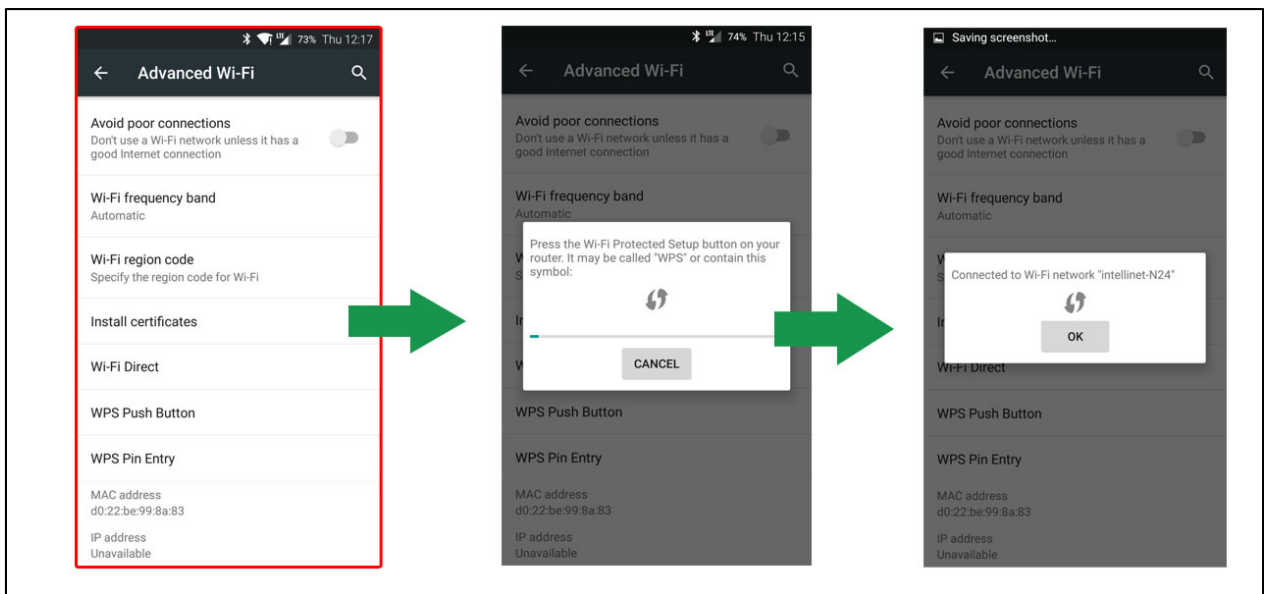 73% Thu 12:17
Advanced Wi-Fi
Avoid poor connections
Don't use a Wi-Fi network unless it has a
good Internet connection
Wi-Fi frequency band
Automatic
Wi-Fi region code
Specify the region code for Wi-Fi
Install certificates
Wi-Fi Direct
WPS Push Button
WPS Pin Entry
MAC address
d0:22:be:99:8a:83
IP address
Unavailable
LTE 74% Thu 12:15
Advanced Wi-Fi
Avoid poor connections
Don't use a Wi-Fi network unless it has a
good Internet connection
Wi-Fi frequency band
Automatic
Press the Wi-Fi Protected Setup button on your
router. It may be called "WPS" or contain this
symbol:
CANCEL
WPS Push Button
WPS Pin Entry
MAC address
d0:22:be:99:8a:83
IP address
Unavailable
Saving screenshot...
Advanced Wi-Fi
Avoid poor connections
Don't use a Wi-Fi network unless it has a
good Internet connection
Wi-Fi frequency band
Automatic
Connected to Wi-Fi network "intellinet-N24"
OK
Wi-Fi Direct
WPS Push Button
WPS Pin Entry
MAC address
d0:22:be:99:8a:83
IP address
Unavailable